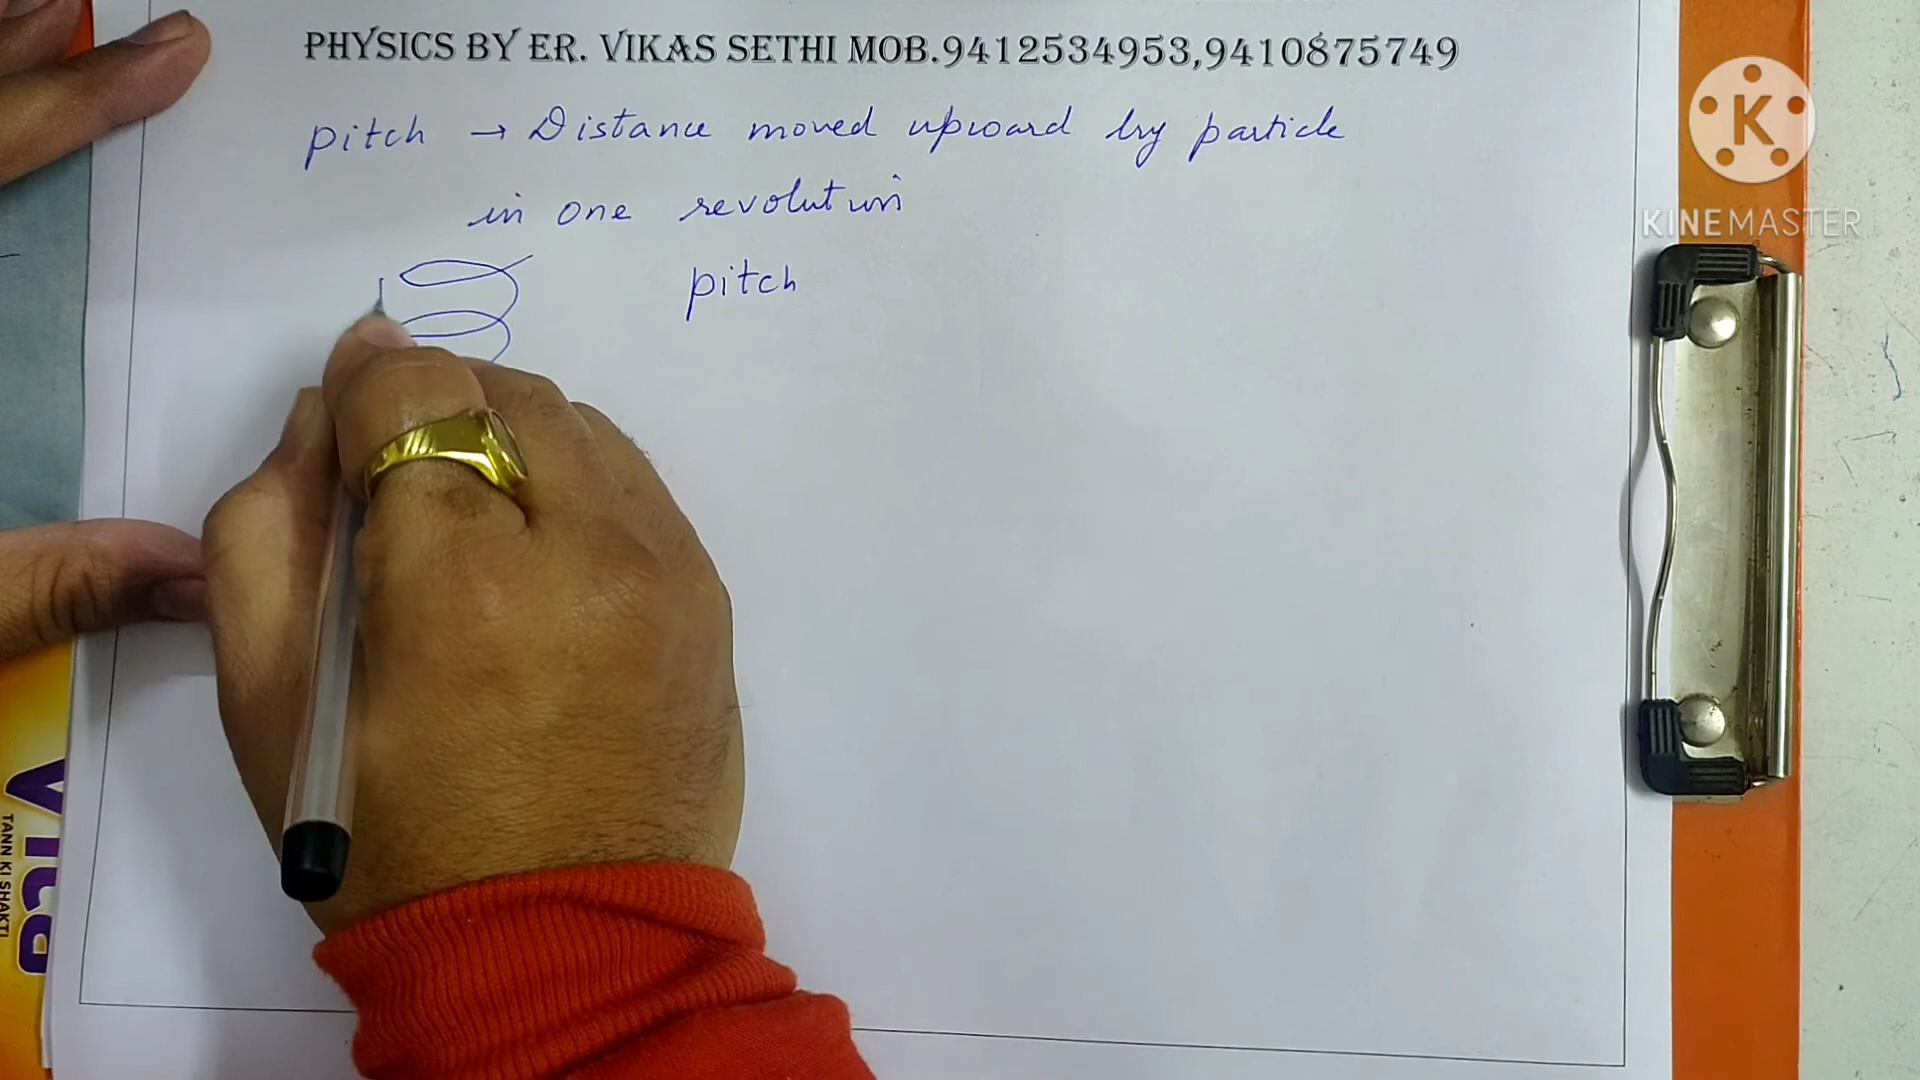 PHYSICS BY ER. VIKAS SETHI MOB.9412534953,9410875749
pitch → Distance moved upward by particle
in one revolution
pitch
K
KINEMASTER
Vita
TANN KI SHAKTI